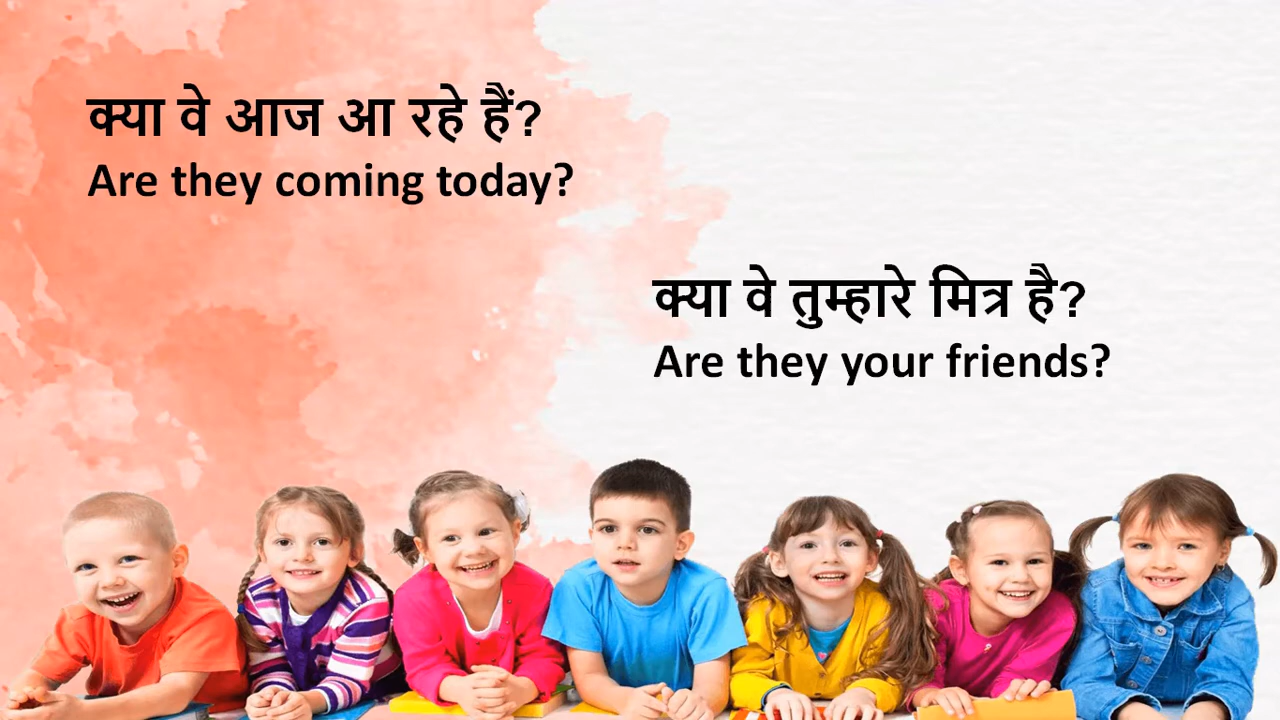 क्या वे आज आ रहे हैं?
Are they coming today?
क्या वे तुम्हारे मित्र है?
Are they your friends?